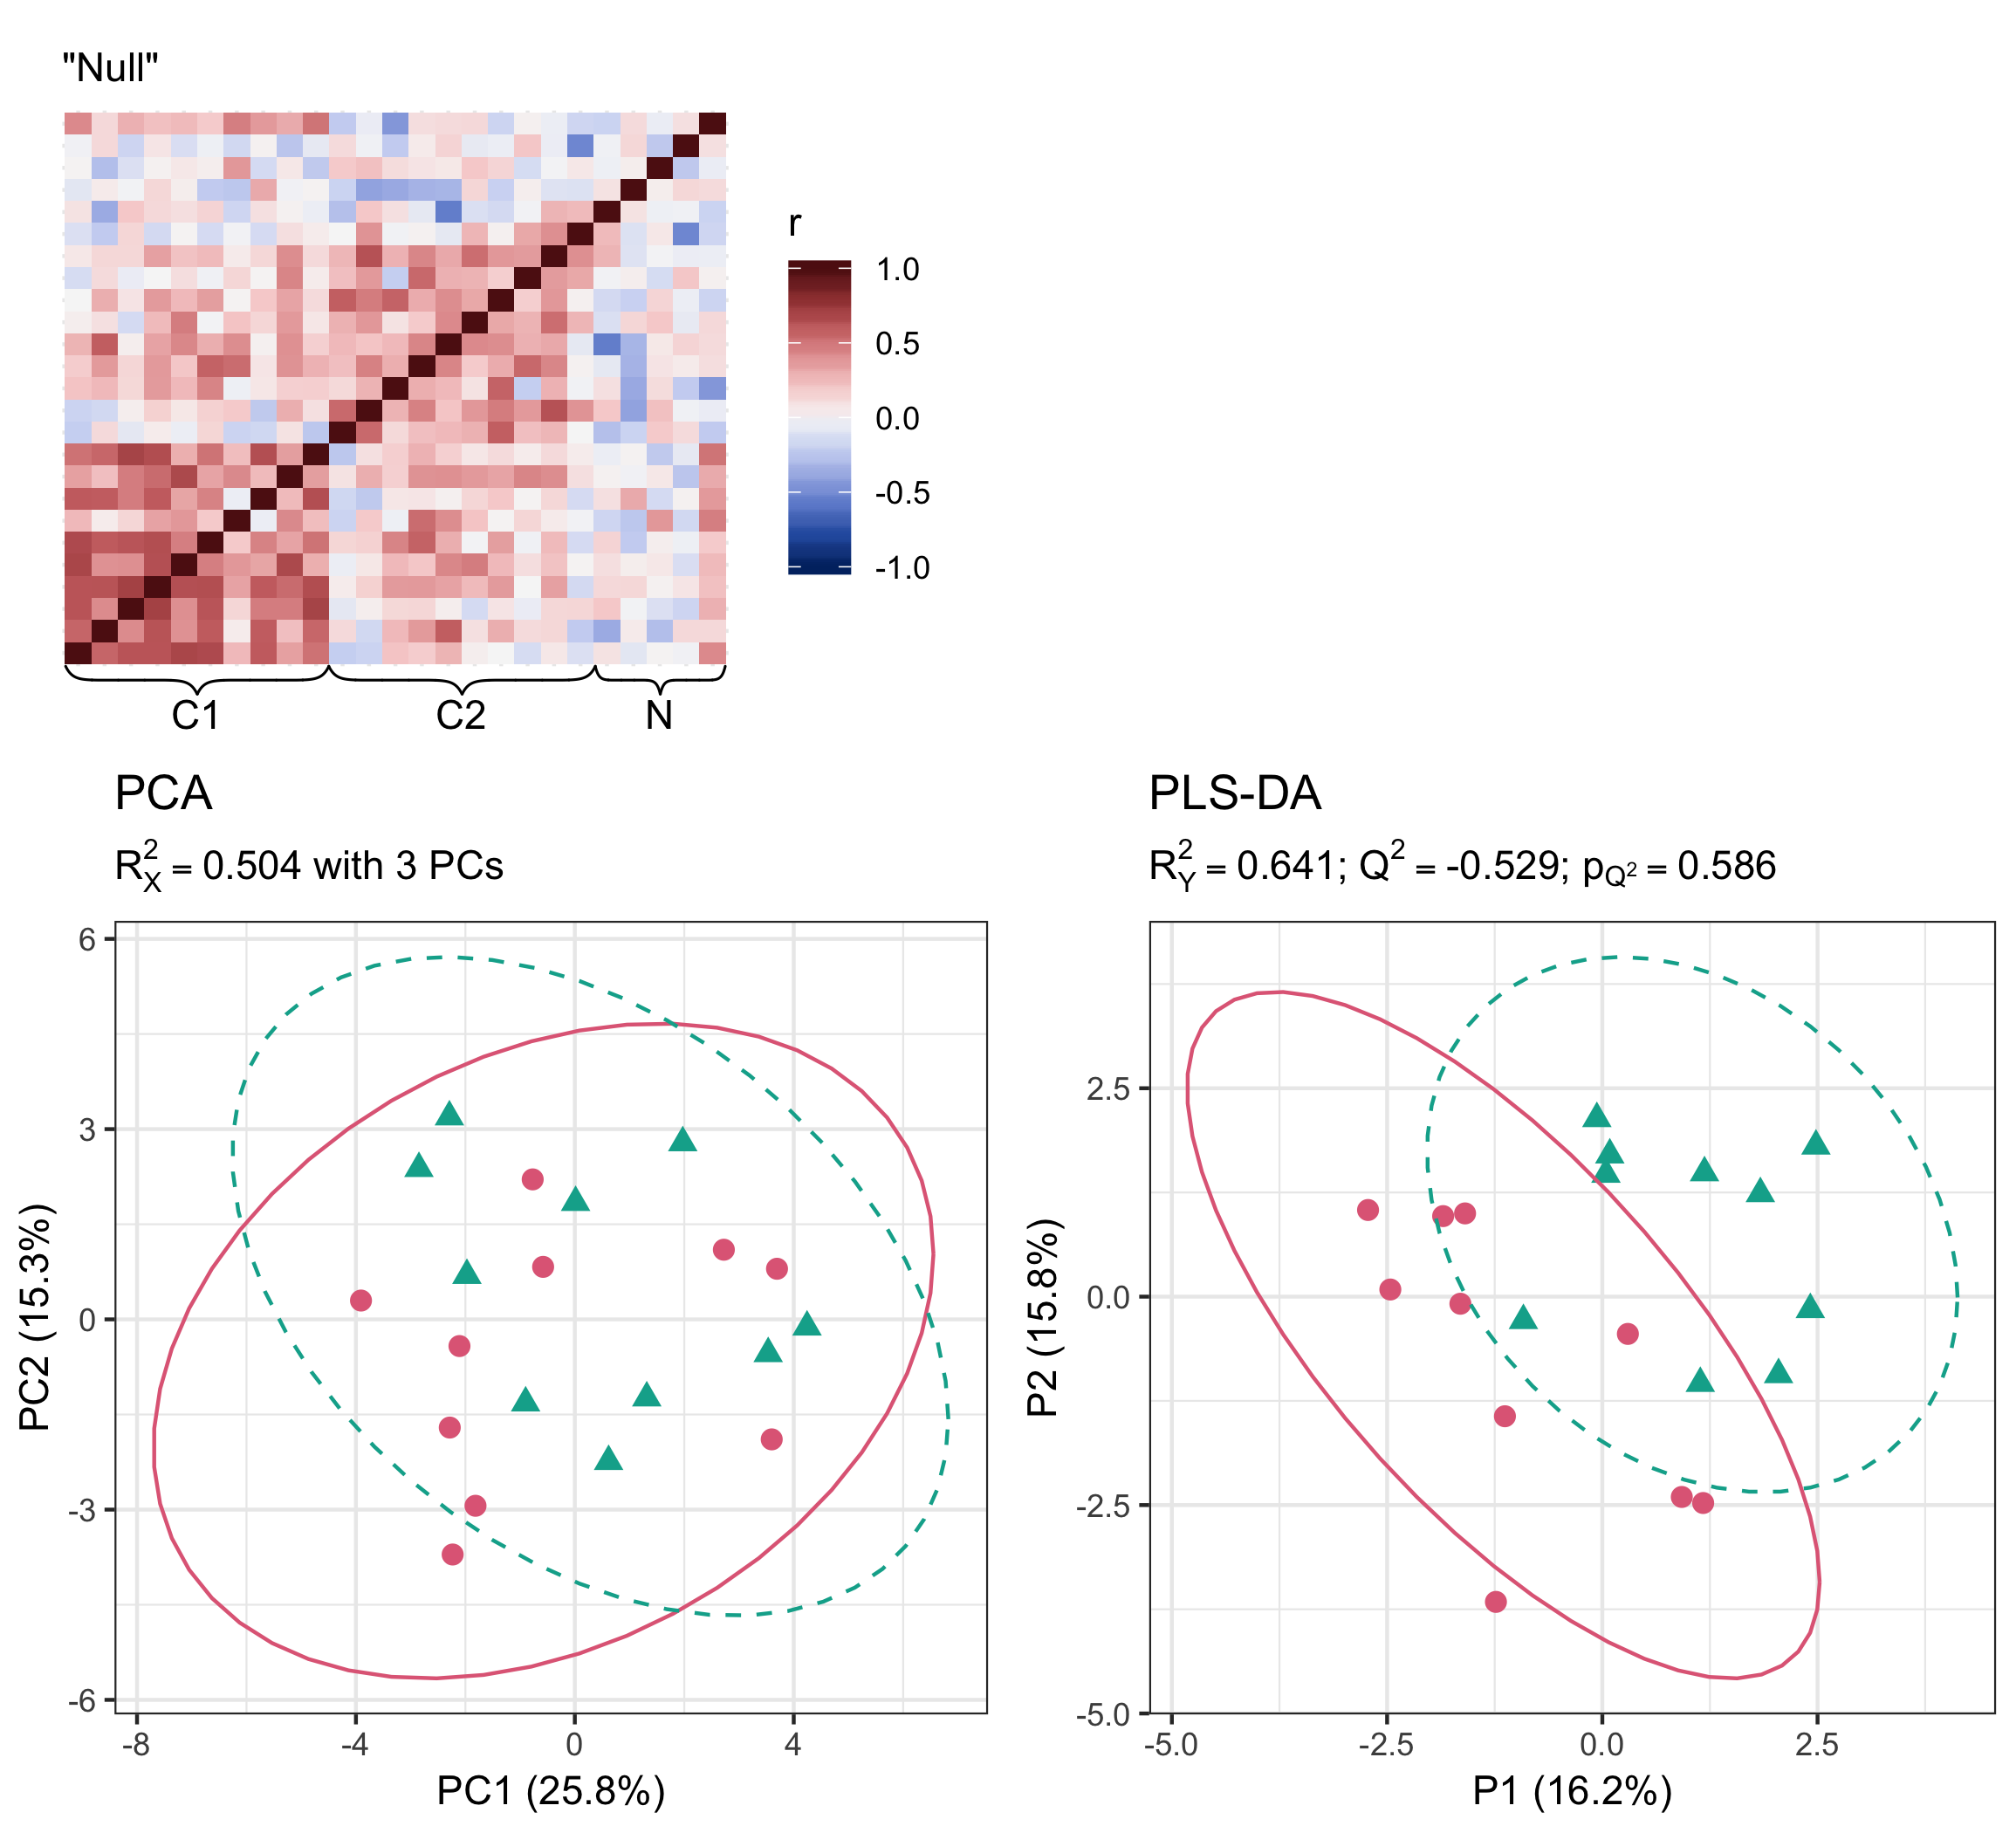 "Null"
r
1.0
0.5
0.0
-0.5
-1.0
C1 C2 N
PCA
R²X = 0.504 with 3 PCs
6
3
0
-3
-6
PC2 (15.3%)
-8 -4 0 4
PC1 (25.8%)
PLS-DA
R²Y = 0.641; Q² = -0.529; pQ² = 0.586
2.5
0.0
-2.5
-5.0
P2 (15.8%)
-5.0 -2.5 0.0 2.5
P1 (16.2%)